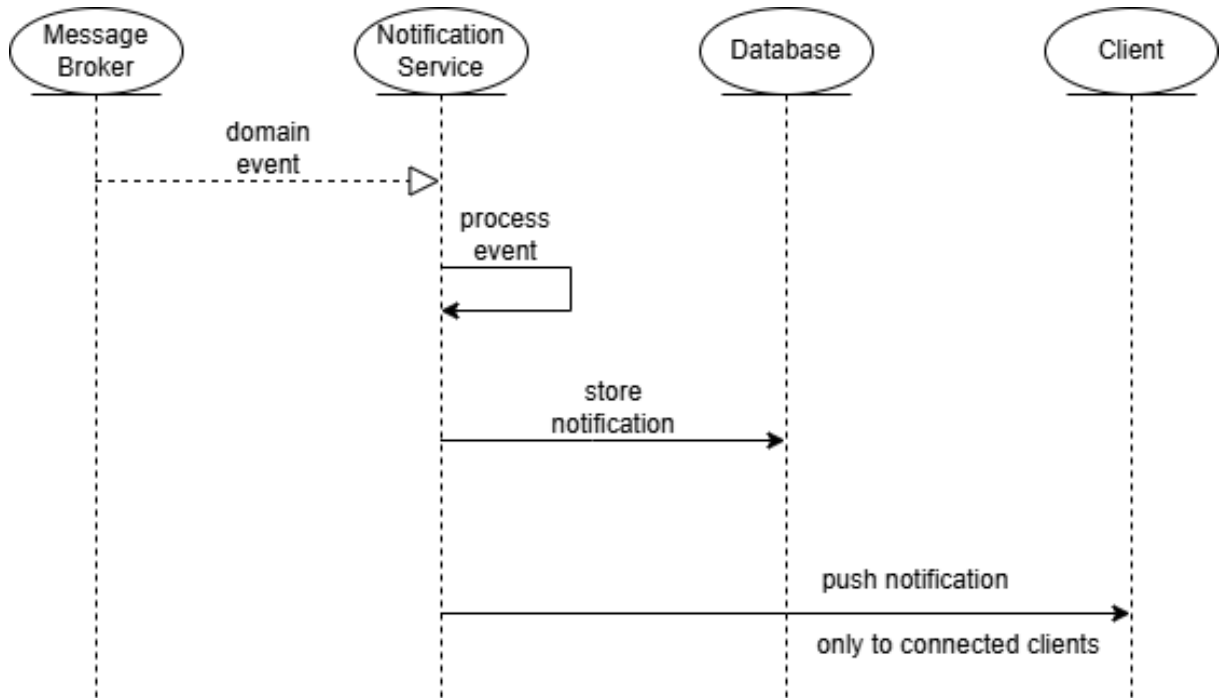 Message
Broker
Notification
Service
Database
Client
domain
event
process
event
store
notification
push notification
only to connected clients